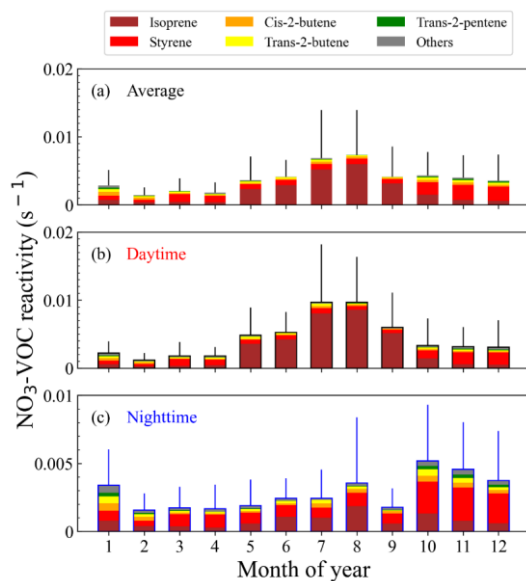 Isoprene Cis-2-butene Trans-2-pentene
Styrene Trans-2-butene Others
NO₃-VOC reactivity (s⁻¹)
0.02
(a) Average
0.01
0
0.02
(b) Daytime
0.01
0
0.01
(c) Nighttime
0.005
0
1 2 3 4 5 6 7 8 9 10 11 12
Month of year